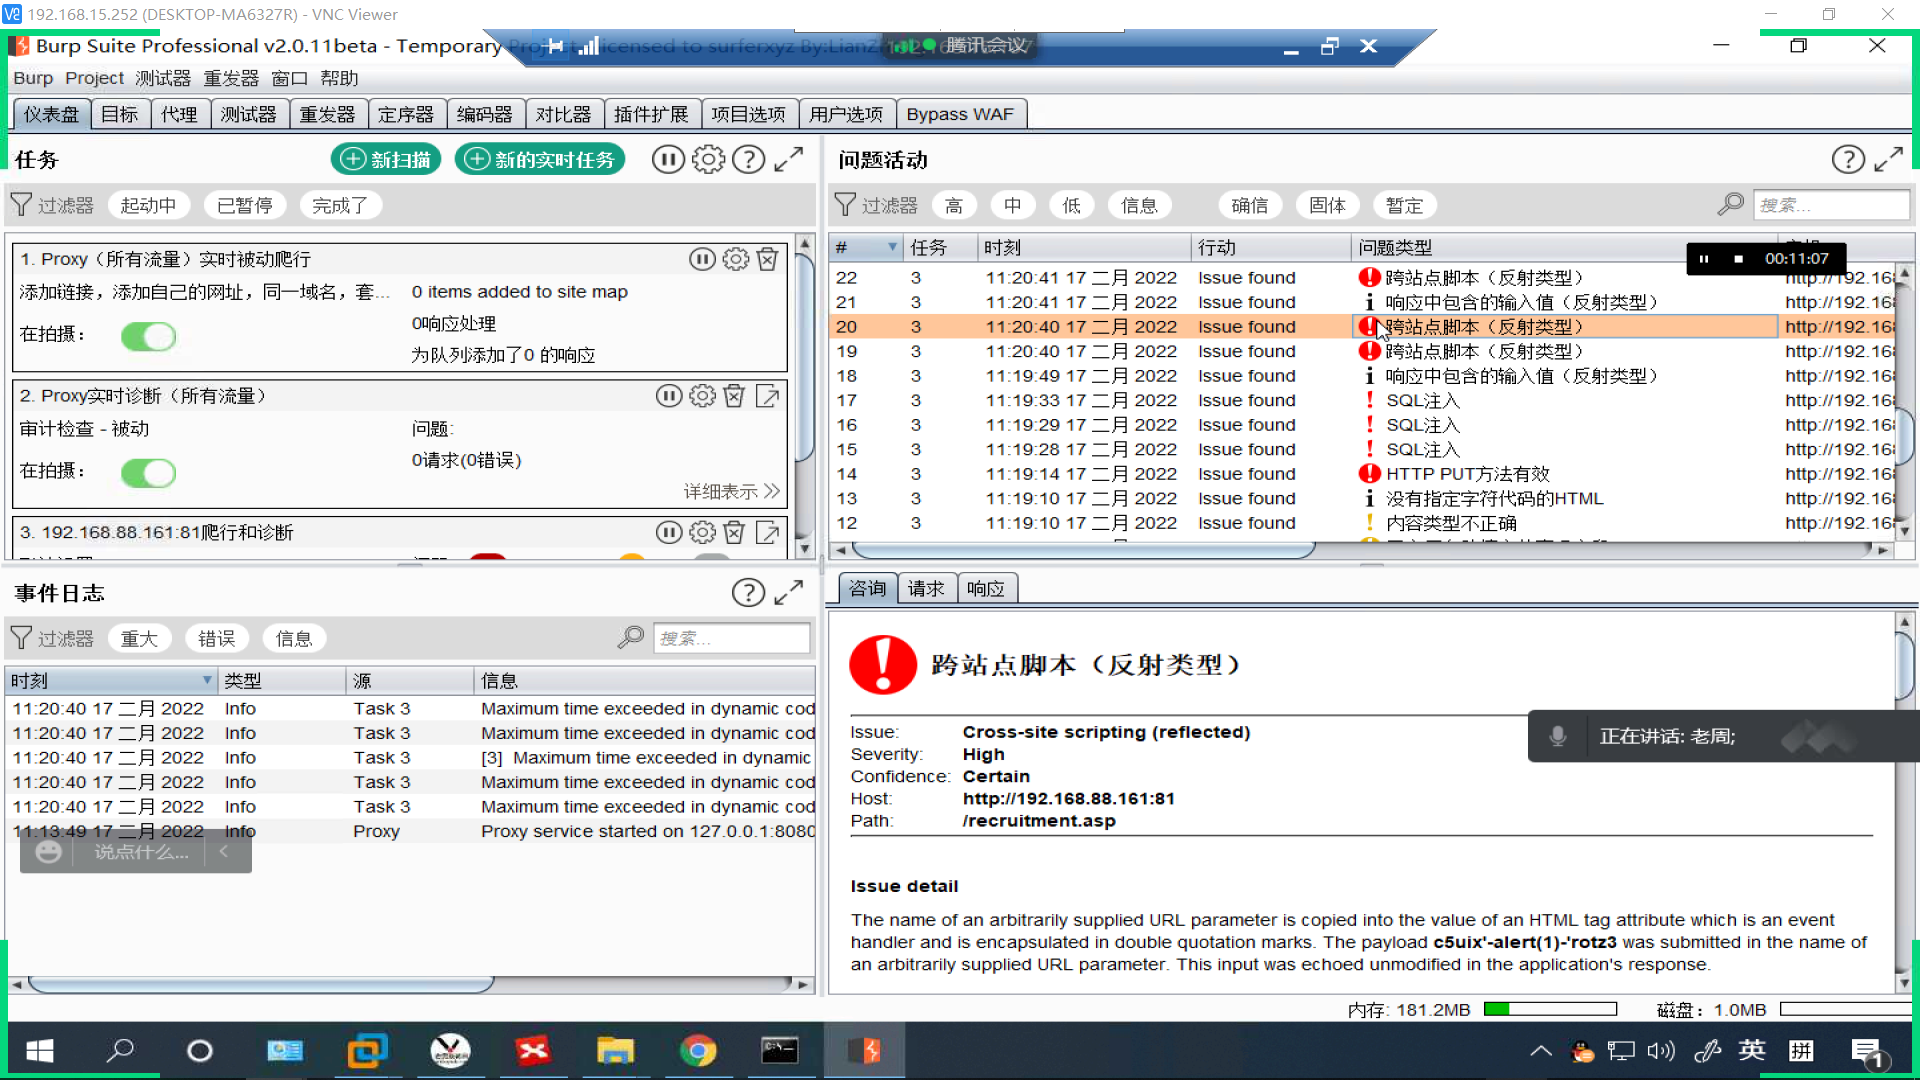 192.168.15.252 (DESKTOP-MA6327R) - VNC Viewer
Burp Suite Professional v2.0.11beta - Temporary
licensed to surferxyz By:LianZ
腾讯会议
Burp Project 测试器 重发器 窗口 帮助
仪表盘 目标 代理 测试器 重发器 定序器 编码器 对比器 插件扩展 项目选项 用户选项 Bypass WAF
任务
新扫描
新的实时任务
过滤器 起动中 已暂停 完成了
1. Proxy（所有流量）实时被动爬行
添加链接，添加自己的网址，同一域名，套... 0 items added to site map
0响应处理
在拍摄：
为队列添加了0 的响应
2. Proxy实时诊断（所有流量）
审计检查 - 被动 问题:
0请求(0错误)
在拍摄：
详细表示
3. 192.168.88.161:81爬行和诊断
问题活动
过滤器 高 中 低 信息 确信 固体 暂定 搜索...
# 任务 时刻 行动 问题类型
00:11:07
22 3 11:20:41 17 二月 2022 Issue found 跨站点脚本（反射类型） http://192.16
21 3 11:20:41 17 二月 2022 Issue found 响应中包含的输入值（反射类型） http://192.16
20 3 11:20:40 17 二月 2022 Issue found 跨站点脚本（反射类型） http://192.16
19 3 11:20:40 17 二月 2022 Issue found 跨站点脚本（反射类型） http://192.16
18 3 11:19:49 17 二月 2022 Issue found 响应中包含的输入值（反射类型） http://192.16
17 3 11:19:33 17 二月 2022 Issue found SQL注入 http://192.16
16 3 11:19:29 17 二月 2022 Issue found SQL注入 http://192.16
15 3 11:19:28 17 二月 2022 Issue found SQL注入 http://192.16
14 3 11:19:14 17 二月 2022 Issue found HTTP PUT方法有效 http://192.16
13 3 11:19:10 17 二月 2022 Issue found 没有指定字符代码的HTML http://192.16
12 3 11:19:10 17 二月 2022 Issue found 内容类型不正确 http://192.16
事件日志
过滤器 重大 错误 信息 搜索...
时刻 类型 源 信息
11:20:40 17 二月 2022 Info Task 3 Maximum time exceeded in dynamic cod
11:20:40 17 二月 2022 Info Task 3 Maximum time exceeded in dynamic cod
11:20:40 17 二月 2022 Info Task 3 [3] Maximum time exceeded in dynamic
11:20:40 17 二月 2022 Info Task 3 Maximum time exceeded in dynamic cod
11:20:40 17 二月 2022 Info Task 3 Maximum time exceeded in dynamic cod
11:13:49 17 二月 2022 Info Proxy Proxy service started on 127.0.0.1:8080
说点什么...
咨询 请求 响应
跨站点脚本（反射类型）
Issue: Cross-site scripting (reflected)
Severity: High
Confidence: Certain
Host: http://192.168.88.161:81
Path: /recruitment.asp
正在讲话: 老周;
Issue detail
The name of an arbitrarily supplied URL parameter is copied into the value of an HTML tag attribute which is an event
handler and is encapsulated in double quotation marks. The payload c5uix'-alert(1)-'rotz3 was submitted in the name of
an arbitrarily supplied URL parameter. This input was echoed unmodified in the application's response.
内存: 181.2MB 磁盘：1.0MB
英 拼 1